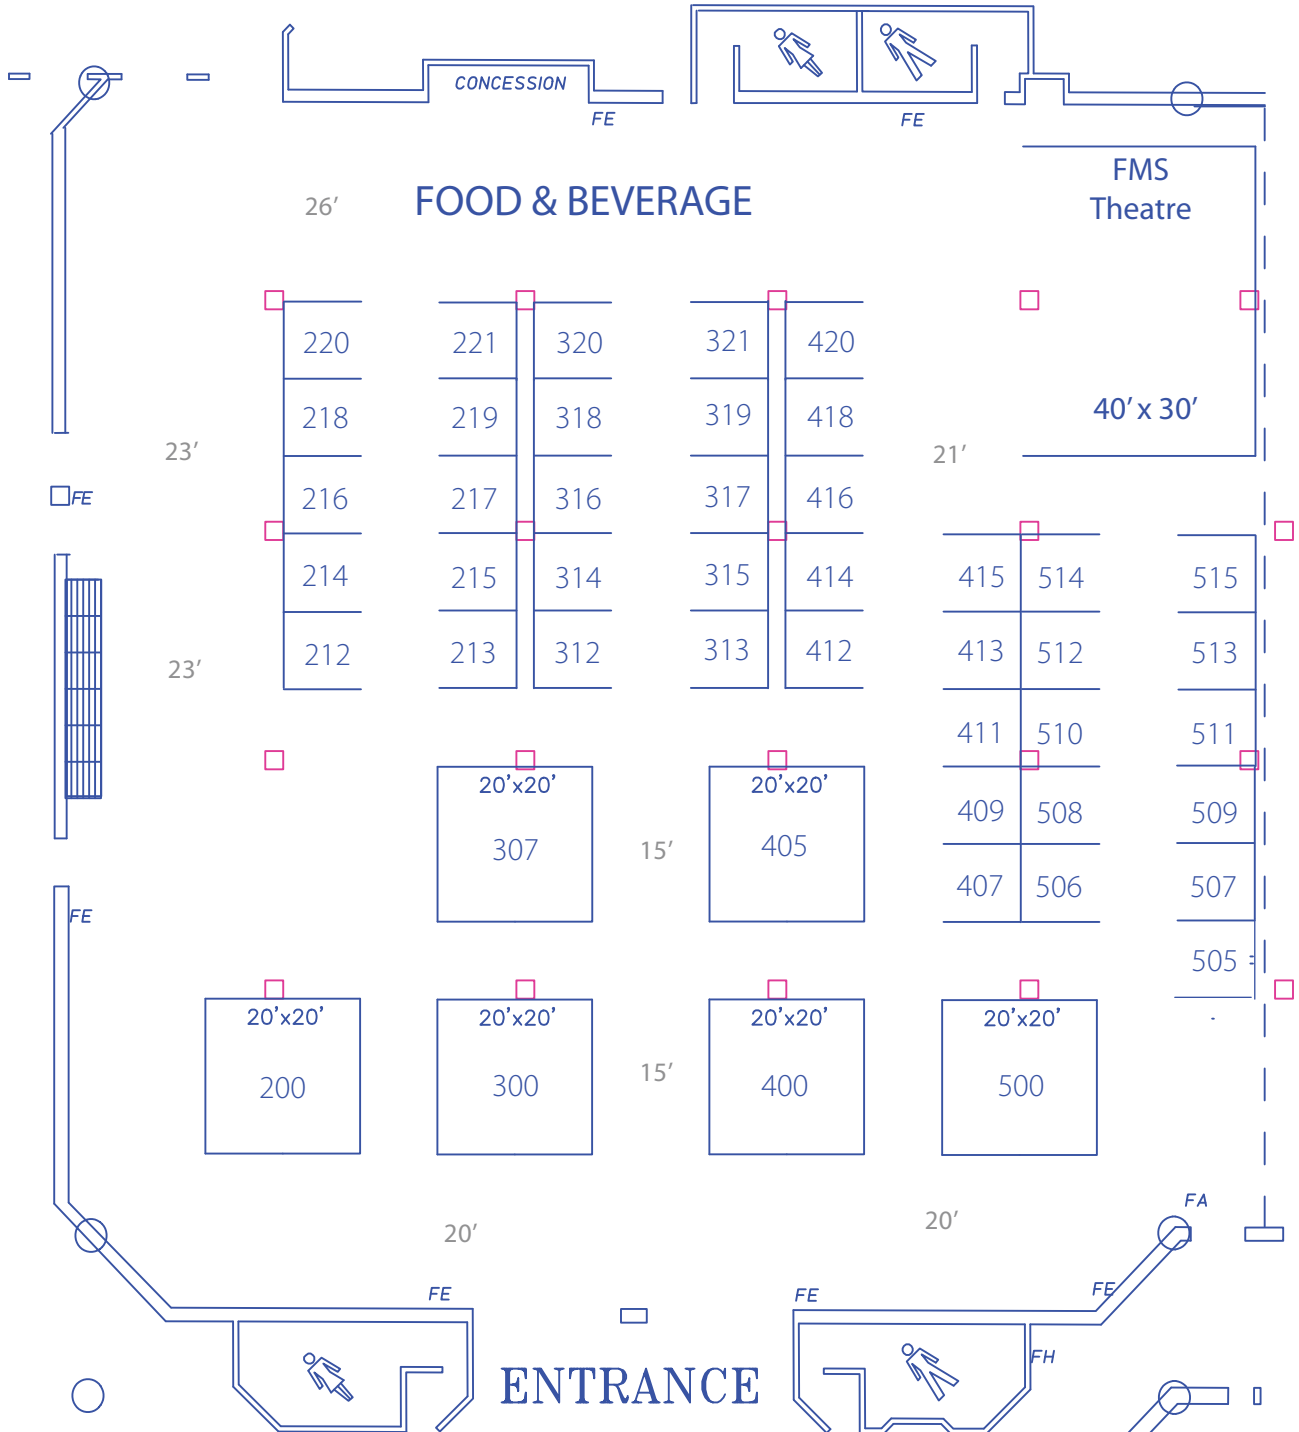 CONCESSION
FE
FE
FMS
Theatre
26'
FOOD & BEVERAGE
220 221 320 321 420
218 219 318 319 418
40' x 30'
23'
21'
FE
216 217 316 317 416
214 215 314 315 414 415 514 515
212 213 312 313 412 413 512 513
23'
411 510 511
20'x20' 20'x20'
307 15' 405 409 508 509
407 506 507
FE
505
20'x20' 20'x20' 20'x20' 20'x20'
200 300 15' 400 500
FA
20' 20'
FE FE FE
FH
ENTRANCE